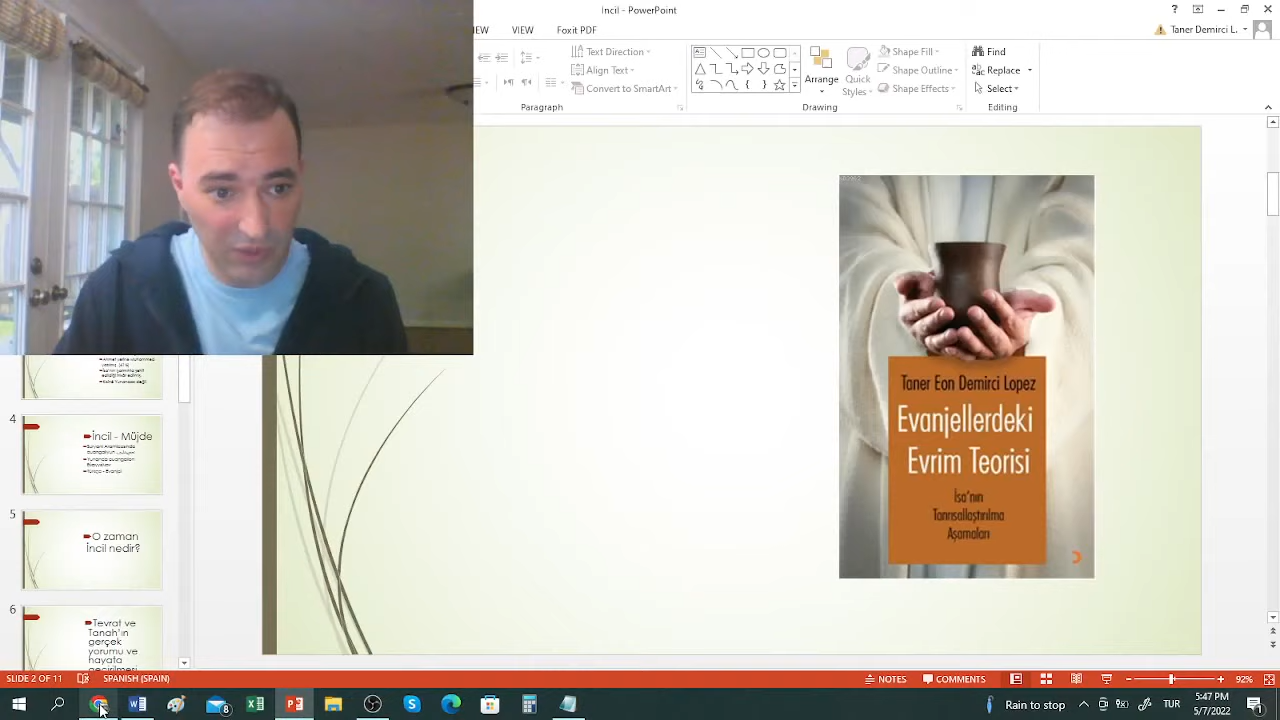 İncil - PowerPoint
EW
VIEW
Foxit PDF
Taner Demirci L.
Text Direction
Align Text
Convert to SmartArt
Arrange
Quick
Styles
Shape Fill
Shape Outline
Shape Effects
Find
Replace
Select
Paragraph
Drawing
Editing
Taner Eon Demirci Lopez
Evanjellerdeki
Evrim Teorisi
İsa'nın
Tanrısallaştırılma
Aşamaları
4
İncil - Müjde
5
O zaman
İncil nedir?
6
Tevrat ve
Tanah'ın
gerçek
yorumu ve
hayata
SLIDE 2 OF 11
SPANISH (SPAIN)
NOTES
COMMENTS
92%
Rain to stop
TUR
5:47 PM
5/7/2022